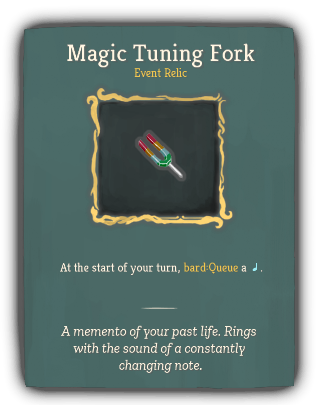 Magic Tuning Fork
Event Relic
At the start of your turn, bard:Queue a ♩.
A memento of your past life. Rings
with the sound of a constantly
changing note.